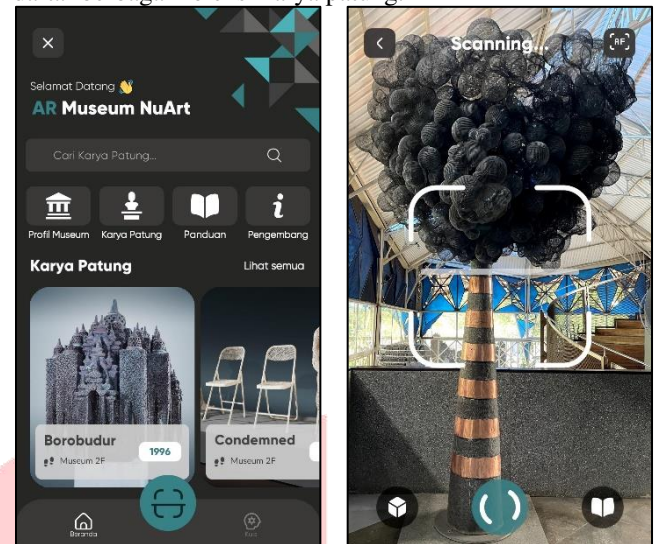 Selamat Datang 👋
AR Museum NuArt
Cari Karya Patung...
Profil Museum
Karya Patung
Panduan
Pengembang
Karya Patung
Lihat semua
Borobudur
Museum 2F
1996
Condemned
Museum 2F
Beranda
Scanning...
AF